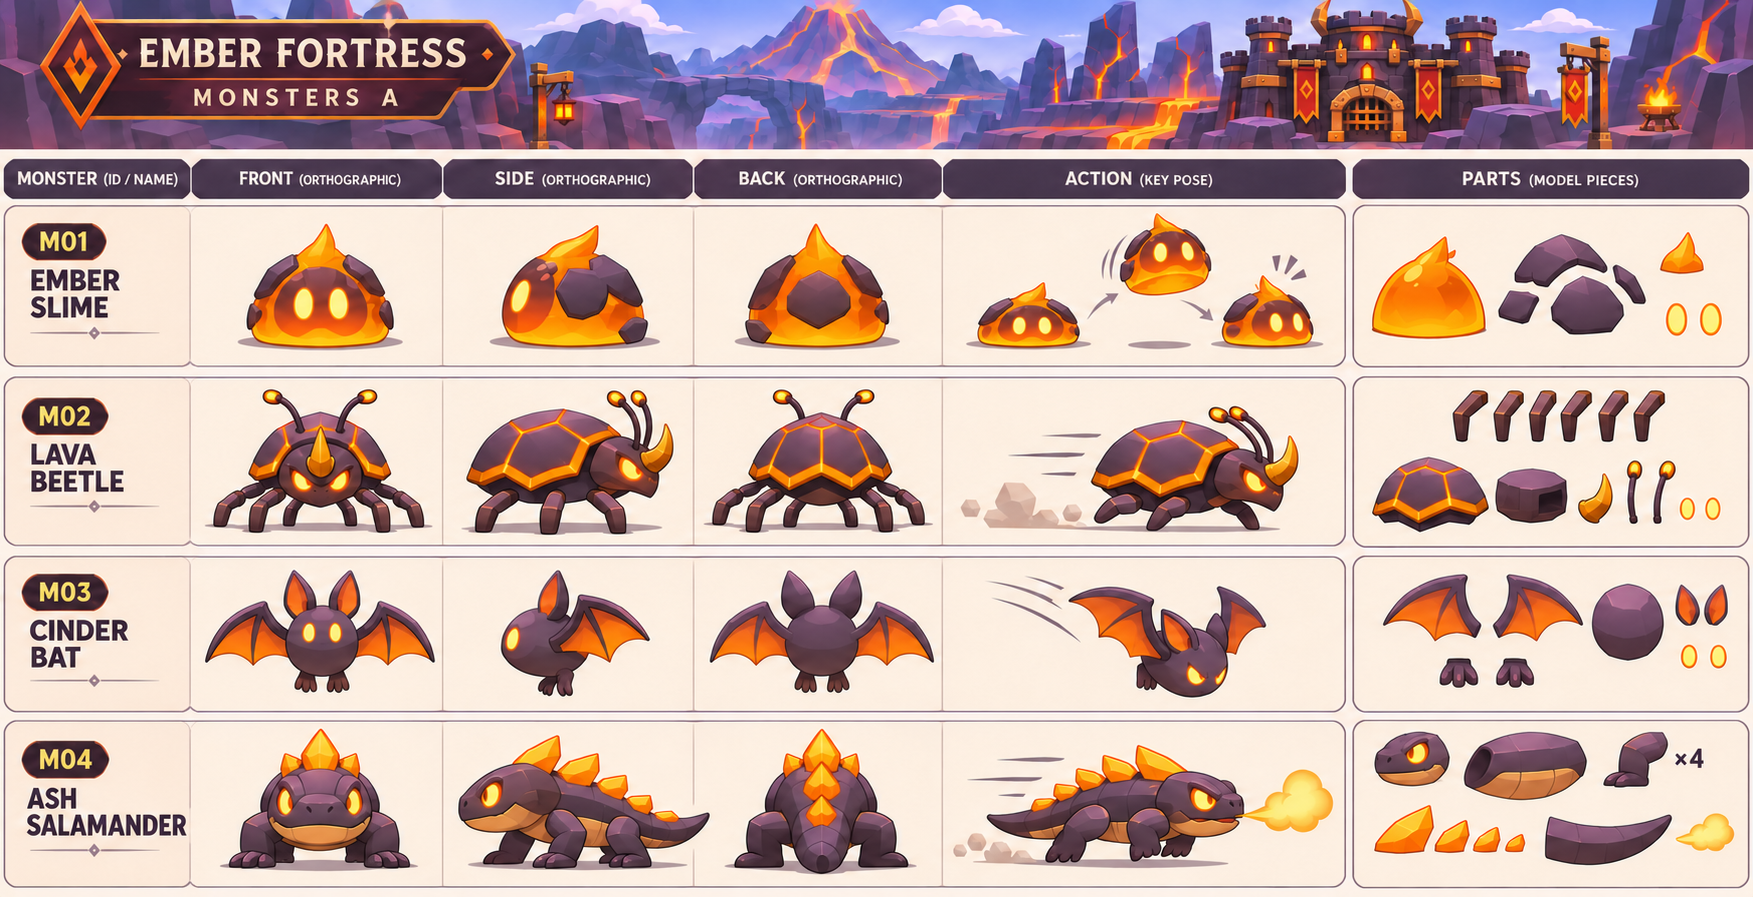 EMBER FORTRESS
MONSTERS A
MONSTER (ID / NAME)
FRONT (ORTHOGRAPHIC)
SIDE (ORTHOGRAPHIC)
BACK (ORTHOGRAPHIC)
ACTION (KEY POSE)
PARTS (MODEL PIECES)
M01
EMBER
SLIME
M02
LAVA
BEETLE
M03
CINDER
BAT
M04
ASH
SALAMANDER
×4